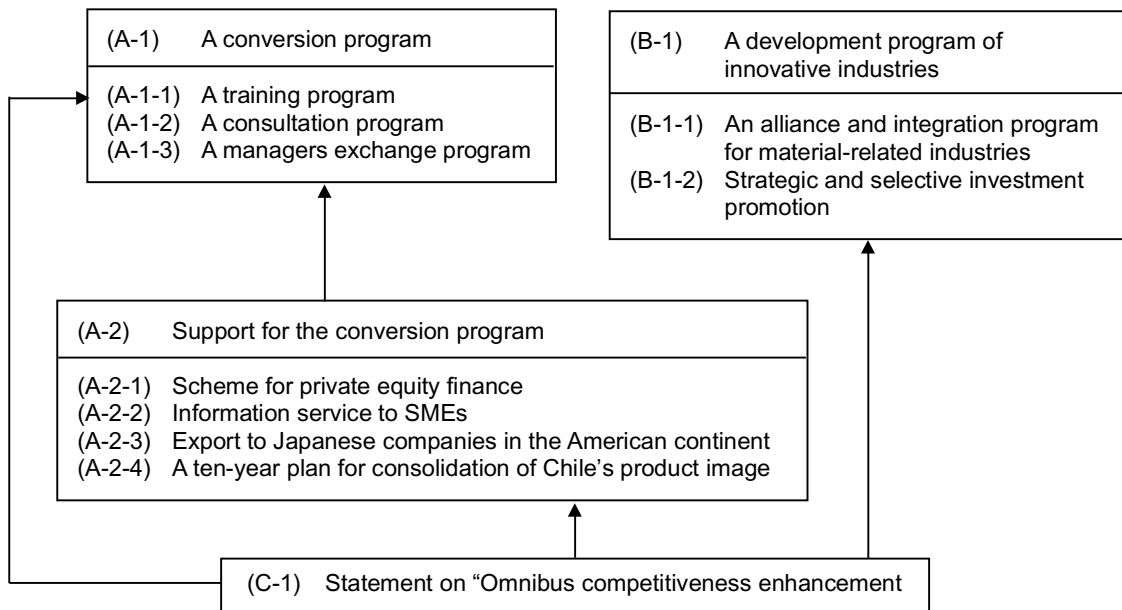 (A-1) A conversion program
(A-1-1) A training program
(A-1-2) A consultation program
(A-1-3) A managers exchange program
(B-1) A development program of
innovative industries
(B-1-1) An alliance and integration program
for material-related industries
(B-1-2) Strategic and selective investment
promotion
(A-2) Support for the conversion program
(A-2-1) Scheme for private equity finance
(A-2-2) Information service to SMEs
(A-2-3) Export to Japanese companies in the American continent
(A-2-4) A ten-year plan for consolidation of Chile’s product image
(C-1) Statement on “Omnibus competitiveness enhancement